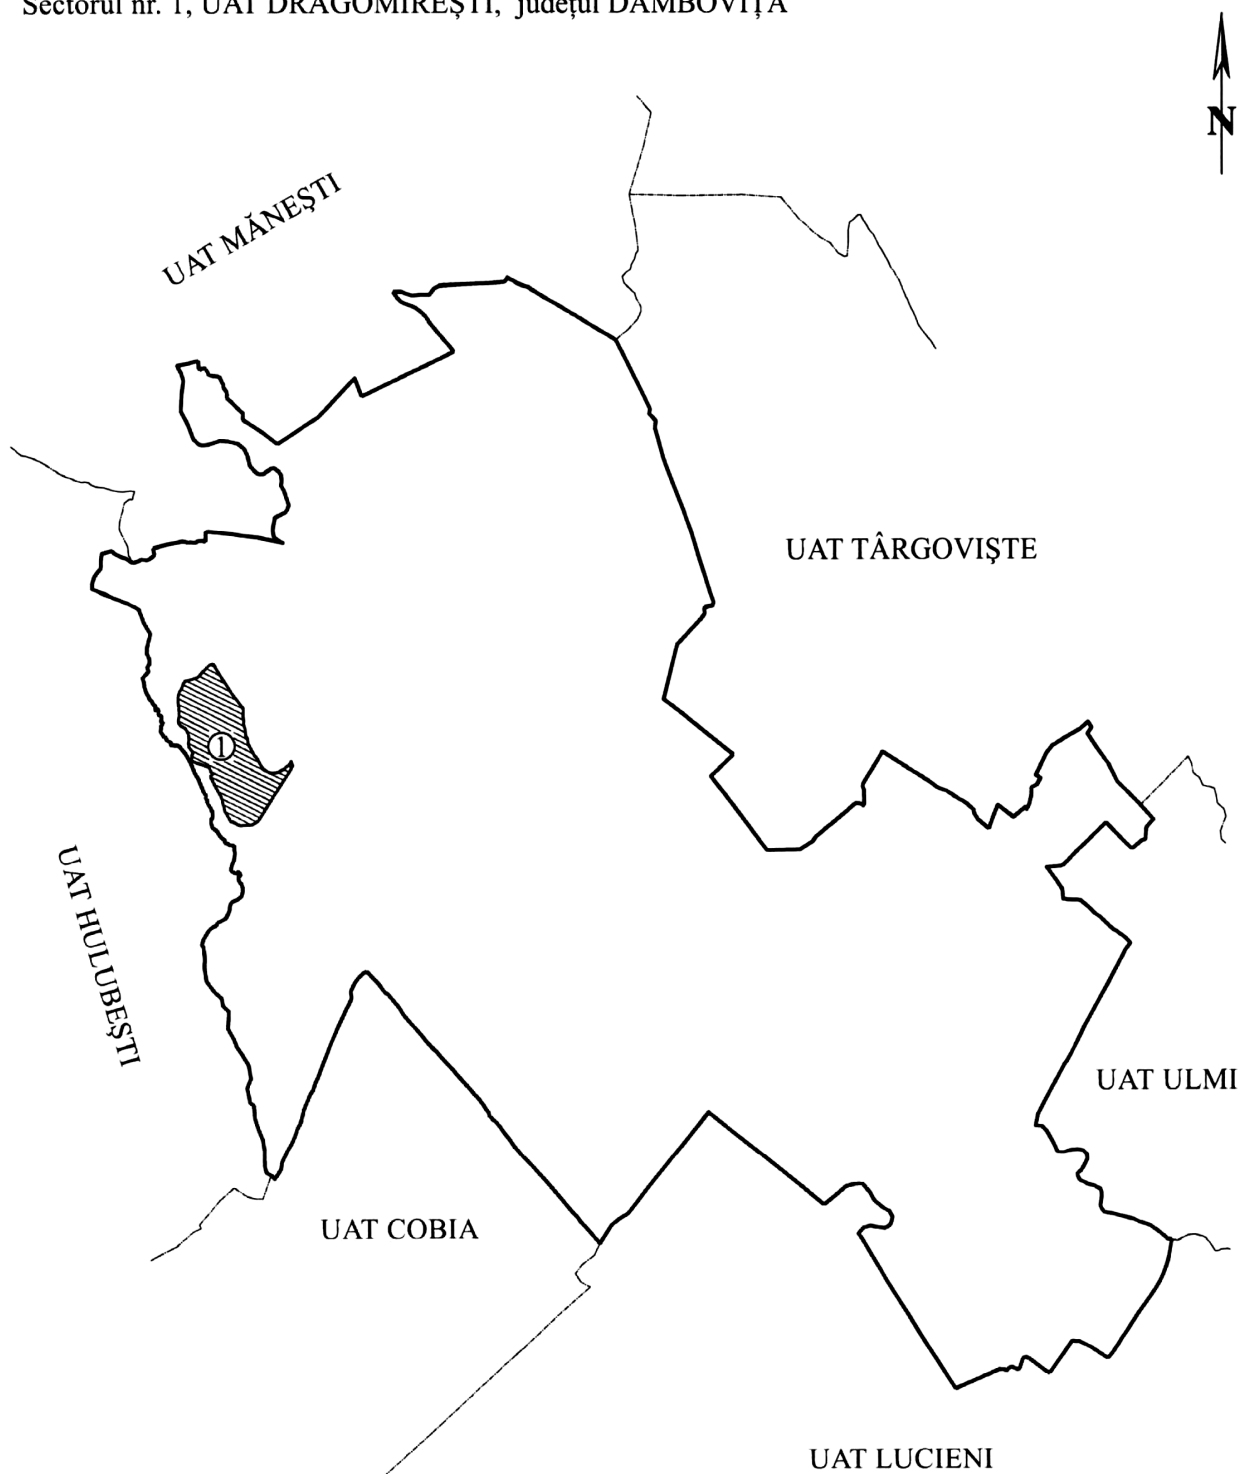 Sectorul nr. 1, UAT DRAGOMIREȘTI, județul DÂMBOVIȚA
N
UAT MĂNEȘTI
UAT TÂRGOVIȘTE
1
UAT HULUBEȘTI
UAT ULMI
UAT COBIA
UAT LUCIENI